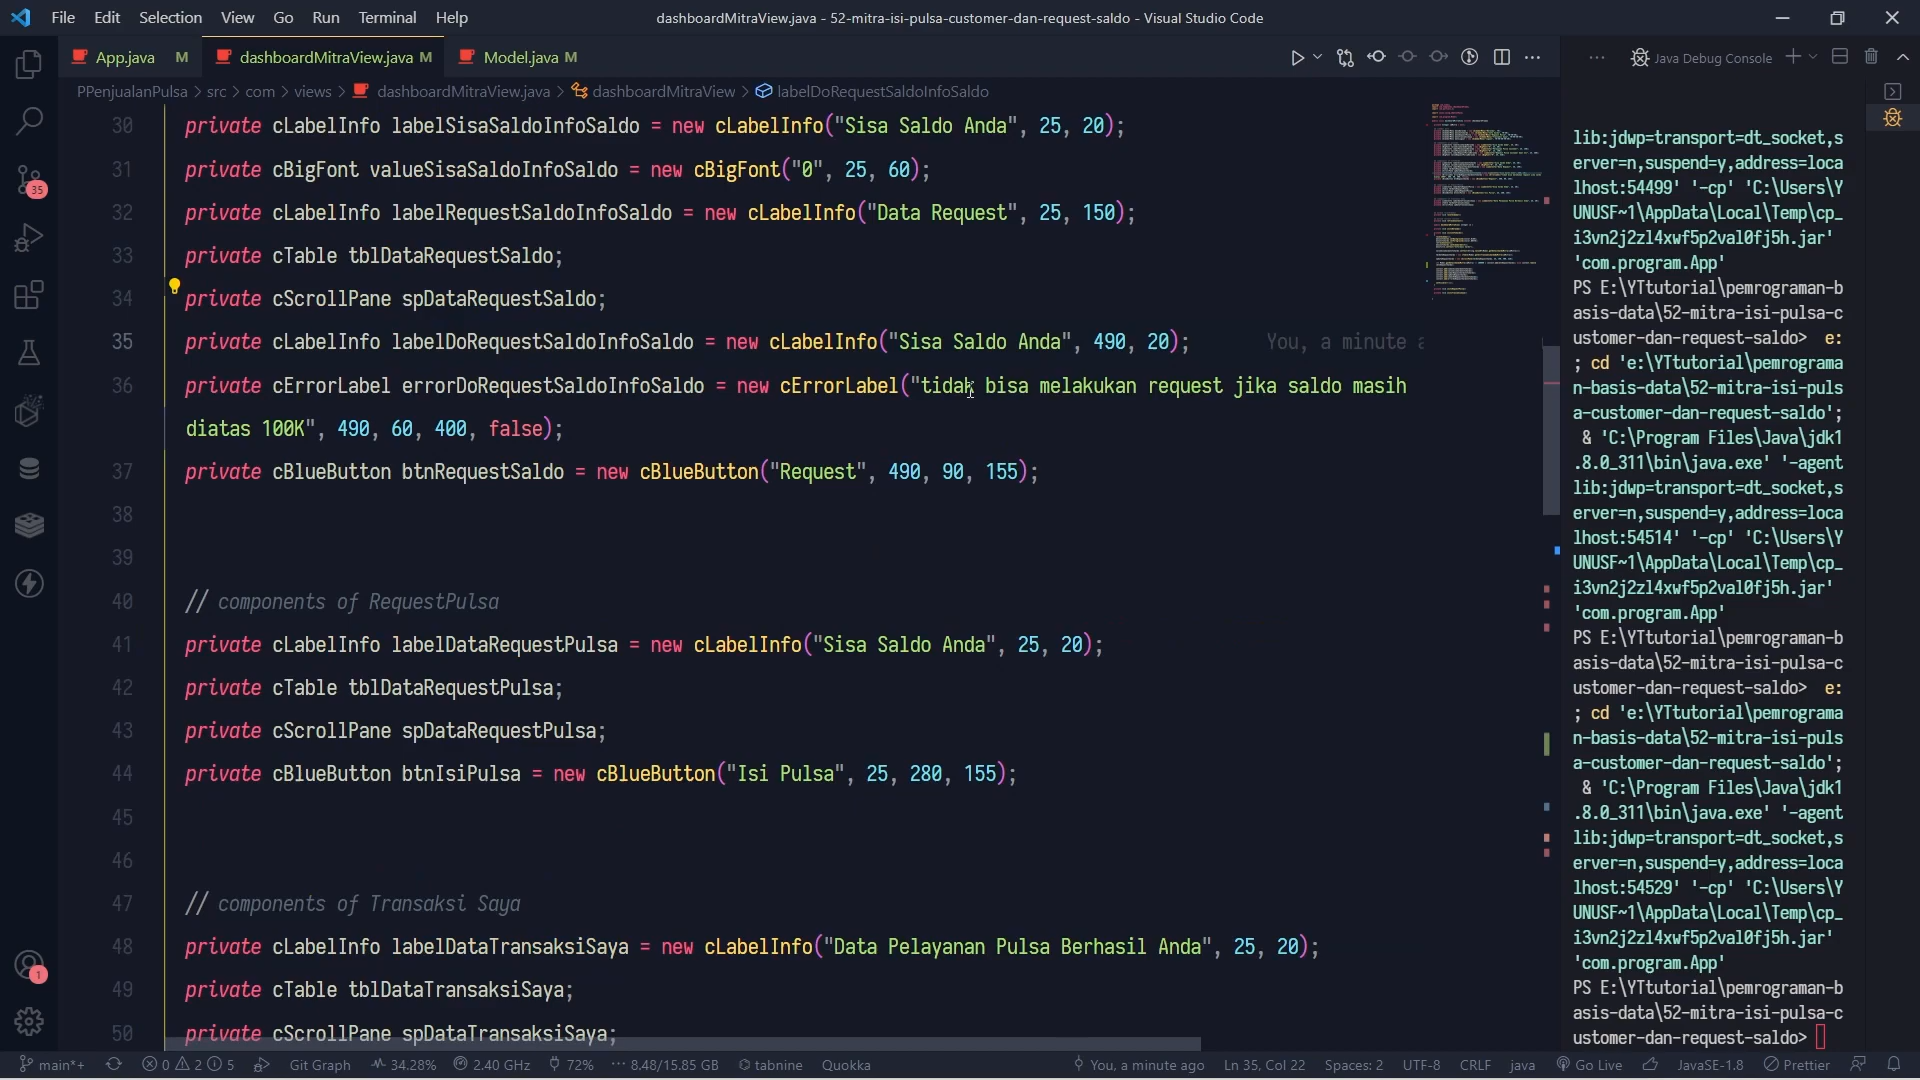 File Edit Selection View Go Run Terminal Help
dashboardMitraView.java - 52-mitra-isi-pulsa-customer-dan-request-saldo - Visual Studio Code
App.java M dashboardMitraView.java M Model.java M
Java Debug Console
PPenjualanPulsa > src > com > views > dashboardMitraView.java > dashboardMitraView > labelDoRequestSaldoInfoSaldo
30 private cLabelInfo labelSisaSaldoInfoSaldo = new cLabelInfo("Sisa Saldo Anda", 25, 20);
31 private cBigFont valueSisaSaldoInfoSaldo = new cBigFont("0", 25, 60);
32 private cLabelInfo labelRequestSaldoInfoSaldo = new cLabelInfo("Data Request", 25, 150);
33 private cTable tblDataRequestSaldo;
34 private cScrollPane spDataRequestSaldo;
35 private cLabelInfo labelDoRequestSaldoInfoSaldo = new cLabelInfo("Sisa Saldo Anda", 490, 20); You, a minute a
36 private cErrorLabel errorDoRequestSaldoInfoSaldo = new cErrorLabel("tidak bisa melakukan request jika saldo masih
diatas 100K", 490, 60, 400, false);
37 private cBlueButton btnRequestSaldo = new cBlueButton("Request", 490, 90, 155);
38
39
40 // components of RequestPulsa
41 private cLabelInfo labelDataRequestPulsa = new cLabelInfo("Sisa Saldo Anda", 25, 20);
42 private cTable tblDataRequestPulsa;
43 private cScrollPane spDataRequestPulsa;
44 private cBlueButton btnIsiPulsa = new cBlueButton("Isi Pulsa", 25, 280, 155);
45
46
47 // components of Transaksi Saya
48 private cLabelInfo labelDataTransaksiSaya = new cLabelInfo("Data Pelayanan Pulsa Berhasil Anda", 25, 20);
49 private cTable tblDataTransaksiSaya;
50 private cScrollPane spDataTransaksiSaya;
lib:jdwp=transport=dt_socket,s
erver=n,suspend=y,address=loca
lhost:54499' '-cp' 'C:\Users\Y
UNUSF~1\AppData\Local\Temp\cp_
i3vn2j2zl4xwf5p2val0fj5h.jar'
'com.program.App'
PS E:\YTtutorial\pemrograman-b
asis-data\52-mitra-isi-pulsa-c
ustomer-dan-request-saldo> e:
; cd 'e:\YTtutorial\pemrograma
n-basis-data\52-mitra-isi-puls
a-customer-dan-request-saldo';
& 'C:\Program Files\Java\jdk1
.8.0_311\bin\java.exe' '-agent
lib:jdwp=transport=dt_socket,s
erver=n,suspend=y,address=loca
lhost:54514' '-cp' 'C:\Users\Y
UNUSF~1\AppData\Local\Temp\cp_
i3vn2j2zl4xwf5p2val0fj5h.jar'
'com.program.App'
PS E:\YTtutorial\pemrograman-b
asis-data\52-mitra-isi-pulsa-c
ustomer-dan-request-saldo> e:
; cd 'e:\YTtutorial\pemrograma
n-basis-data\52-mitra-isi-puls
a-customer-dan-request-saldo';
& 'C:\Program Files\Java\jdk1
.8.0_311\bin\java.exe' '-agent
lib:jdwp=transport=dt_socket,s
erver=n,suspend=y,address=loca
lhost:54529' '-cp' 'C:\Users\Y
UNUSF~1\AppData\Local\Temp\cp_
i3vn2j2zl4xwf5p2val0fj5h.jar'
'com.program.App'
PS E:\YTtutorial\pemrograman-b
asis-data\52-mitra-isi-pulsa-c
ustomer-dan-request-saldo>
35
1
main*+ 0 2 5 Git Graph 34.28% 2.40 GHz 72% 8.48/15.85 GB tabnine Quokka You, a minute ago Ln 35, Col 22 Spaces: 2 UTF-8 CRLF java Go Live JavaSE-1.8 Prettier